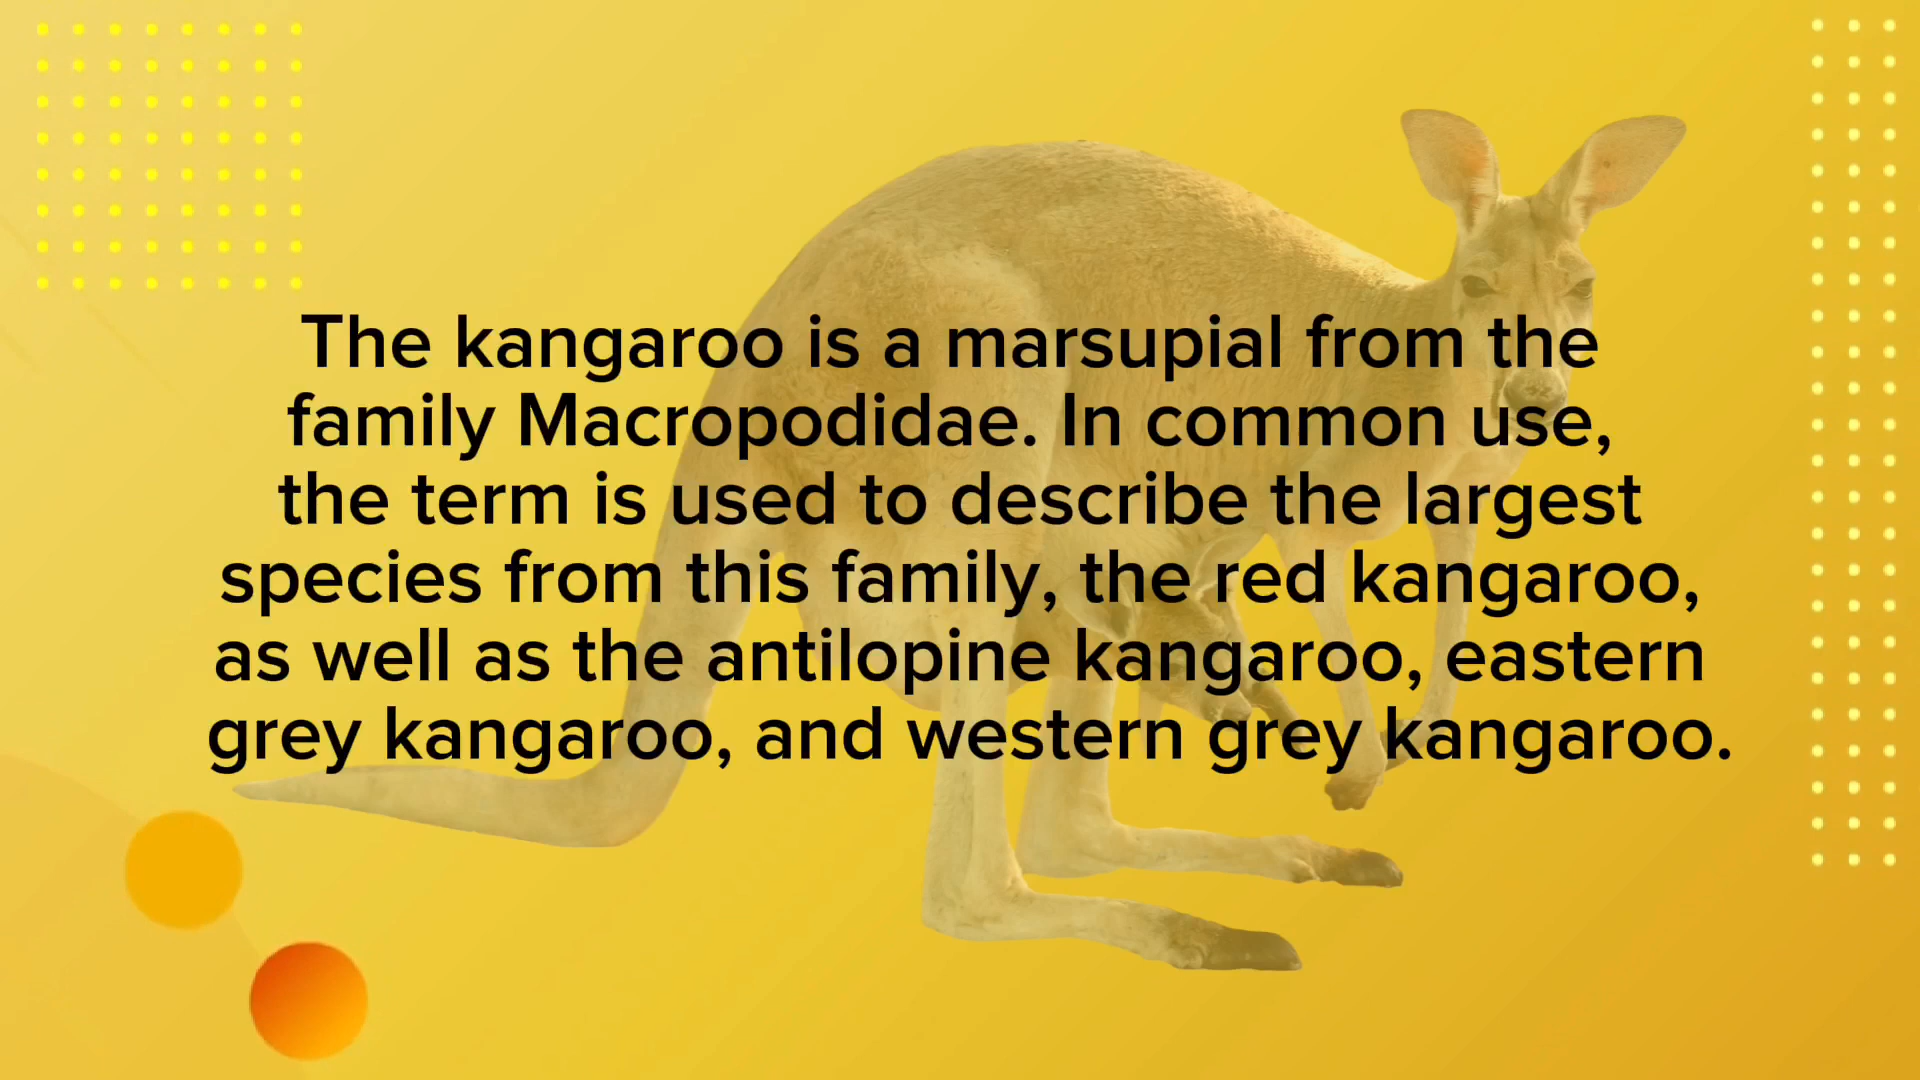 The kangaroo is a marsupial from the
family Macropodidae. In common use,
the term is used to describe the largest
species from this family, the red kangaroo,
as well as the antilopine kangaroo, eastern
grey kangaroo, and western grey kangaroo.